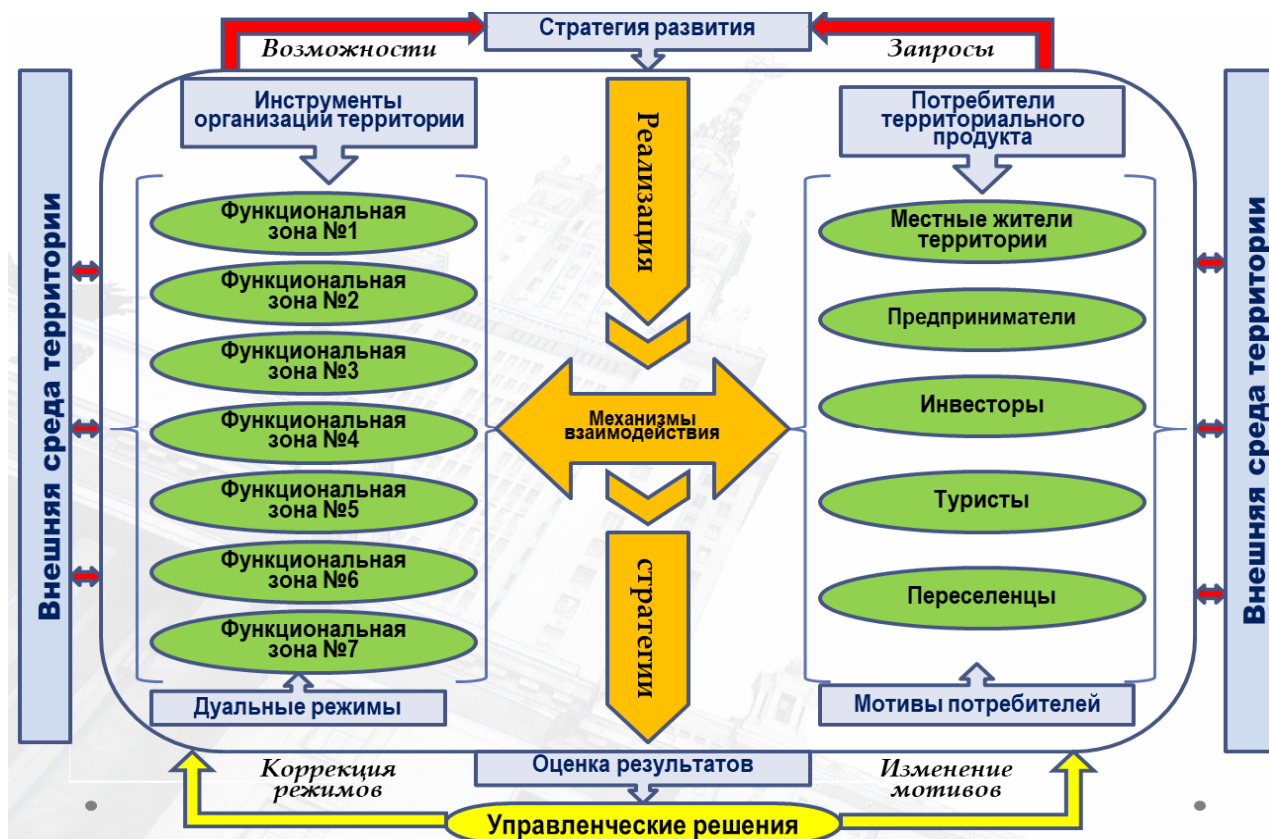 Стратегия развития
Возможности
Запросы
Внешняя среда территории
Инструменты
организации территории
Функциональная
зона №1
Функциональная
зона №2
Функциональная
зона №3
Функциональная
зона №4
Функциональная
зона №5
Функциональная
зона №6
Функциональная
зона №7
Дуальные режимы
Реализация
Механизмы
взаимодействия
стратегии
Потребители
территориального
продукта
Местные жители
территории
Предприниматели
Инвесторы
Туристы
Переселенцы
Мотивы потребителей
Внешняя среда территории
Коррекция
режимов
Оценка результатов
Изменение
мотивов
Управленческие решения